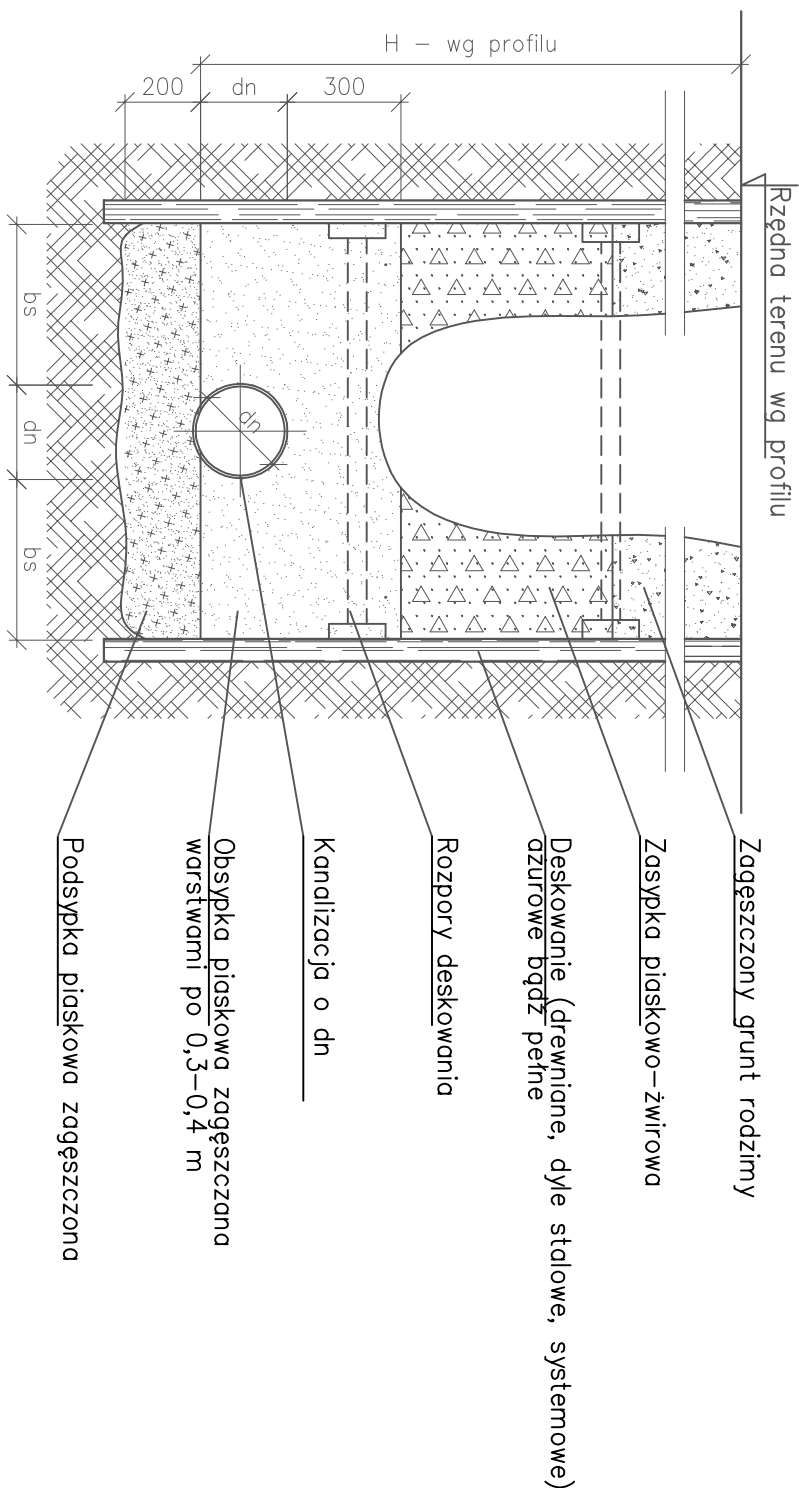 H – wg profilu
200
dn
300
Rzędna terenu wg profilu
bs
dn
bs
dn
Zagęszczony grunt rodzimy
Zasypka piaskowo–żwirowa
Deskowanie (drewniane, dyle stalowe, systemowe)
ażurowe bądź pełne
Rozpory deskowania
Kanalizacja o dn
Obsypka piaskowa zagęszczana
warstwami po 0,3–0,4 m
Podsypka piaskowa zagęszczona